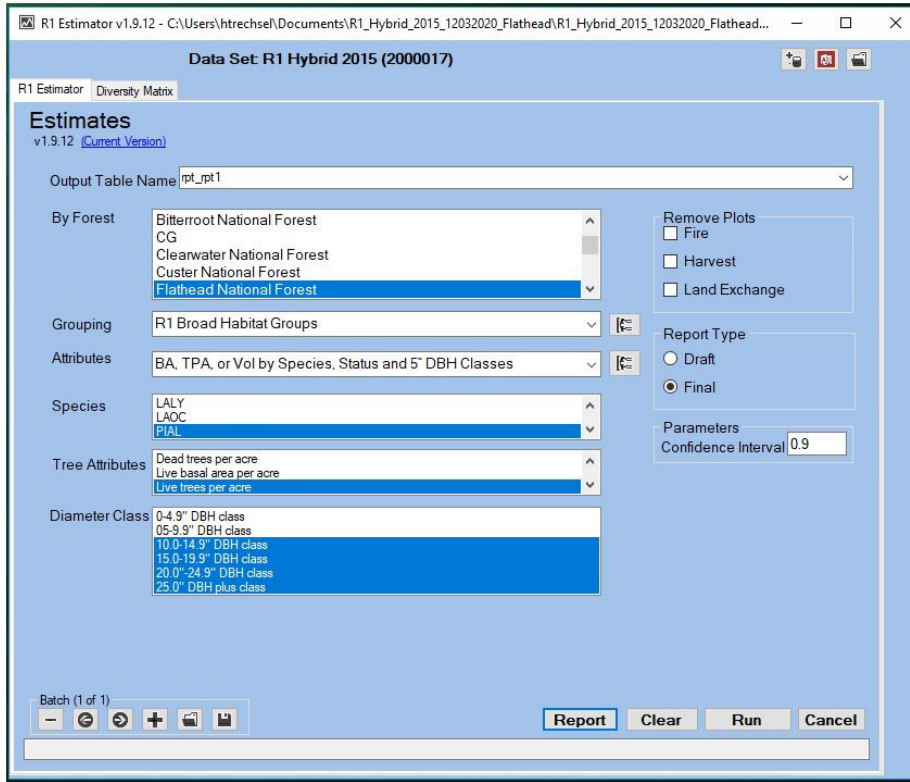 R1 Estimator v1.9.12 - C:\Users\htrechsel\Documents\R1_Hybrid_2015_12032020_Flathead\R1_Hybrid_2015_12032020_Flathead...
Data Set: R1 Hybrid 2015 (2000017)
R1 Estimator Diversity Matrix
Estimates
v1.9.12 (Current Version)
Output Table Name rpt_rpt1
By Forest
Bitterroot National Forest
CG
Clearwater National Forest
Custer National Forest
Flathead National Forest
Remove Plots
Fire
Harvest
Land Exchange
Grouping R1 Broad Habitat Groups
Attributes BA, TPA, or Vol by Species, Status and 5" DBH Classes
Report Type
Draft
Final
Species
LALY
LAOC
PIAL
Parameters
Confidence Interval 0.9
Tree Attributes
Dead trees per acre
Live basal area per acre
Live trees per acre
Diameter Class
0-4.9" DBH class
05-9.9" DBH class
10.0-14.9" DBH class
15.0-19.9" DBH class
20.0"-24.9" DBH class
25.0" DBH plus class
Batch (1 of 1)
Report Clear Run Cancel